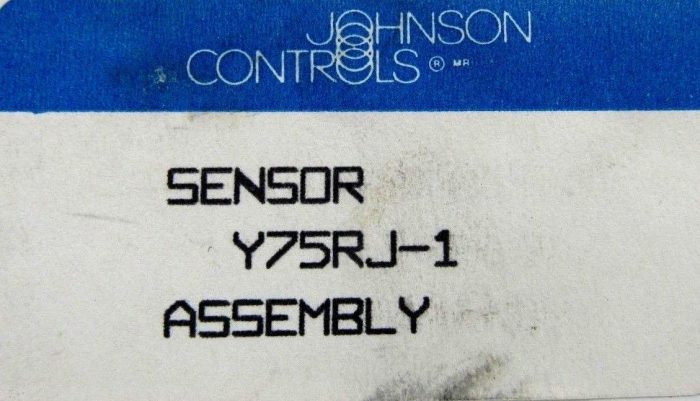 JOHNSON
CONTROLS ® MR
SENSOR
Y75RJ-1
ASSEMBLY